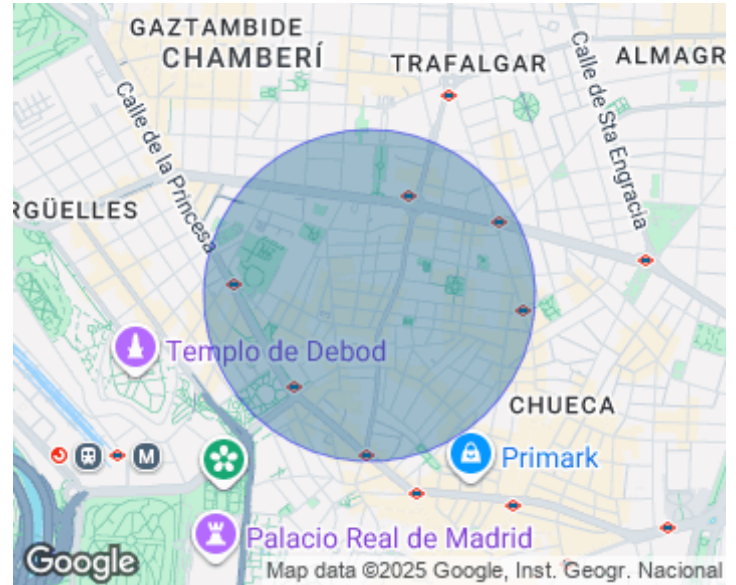 GAZTAMBIDE
CHAMBERÍ
TRAFALGAR
ALMAGR
Calle de la Princesa
Calle de Sta Engracia
RGÜELLES
Templo de Debod
CHUECA
M
Primark
Palacio Real de Madrid
Google
Map data ©2025 Google, Inst. Geogr. Nacional